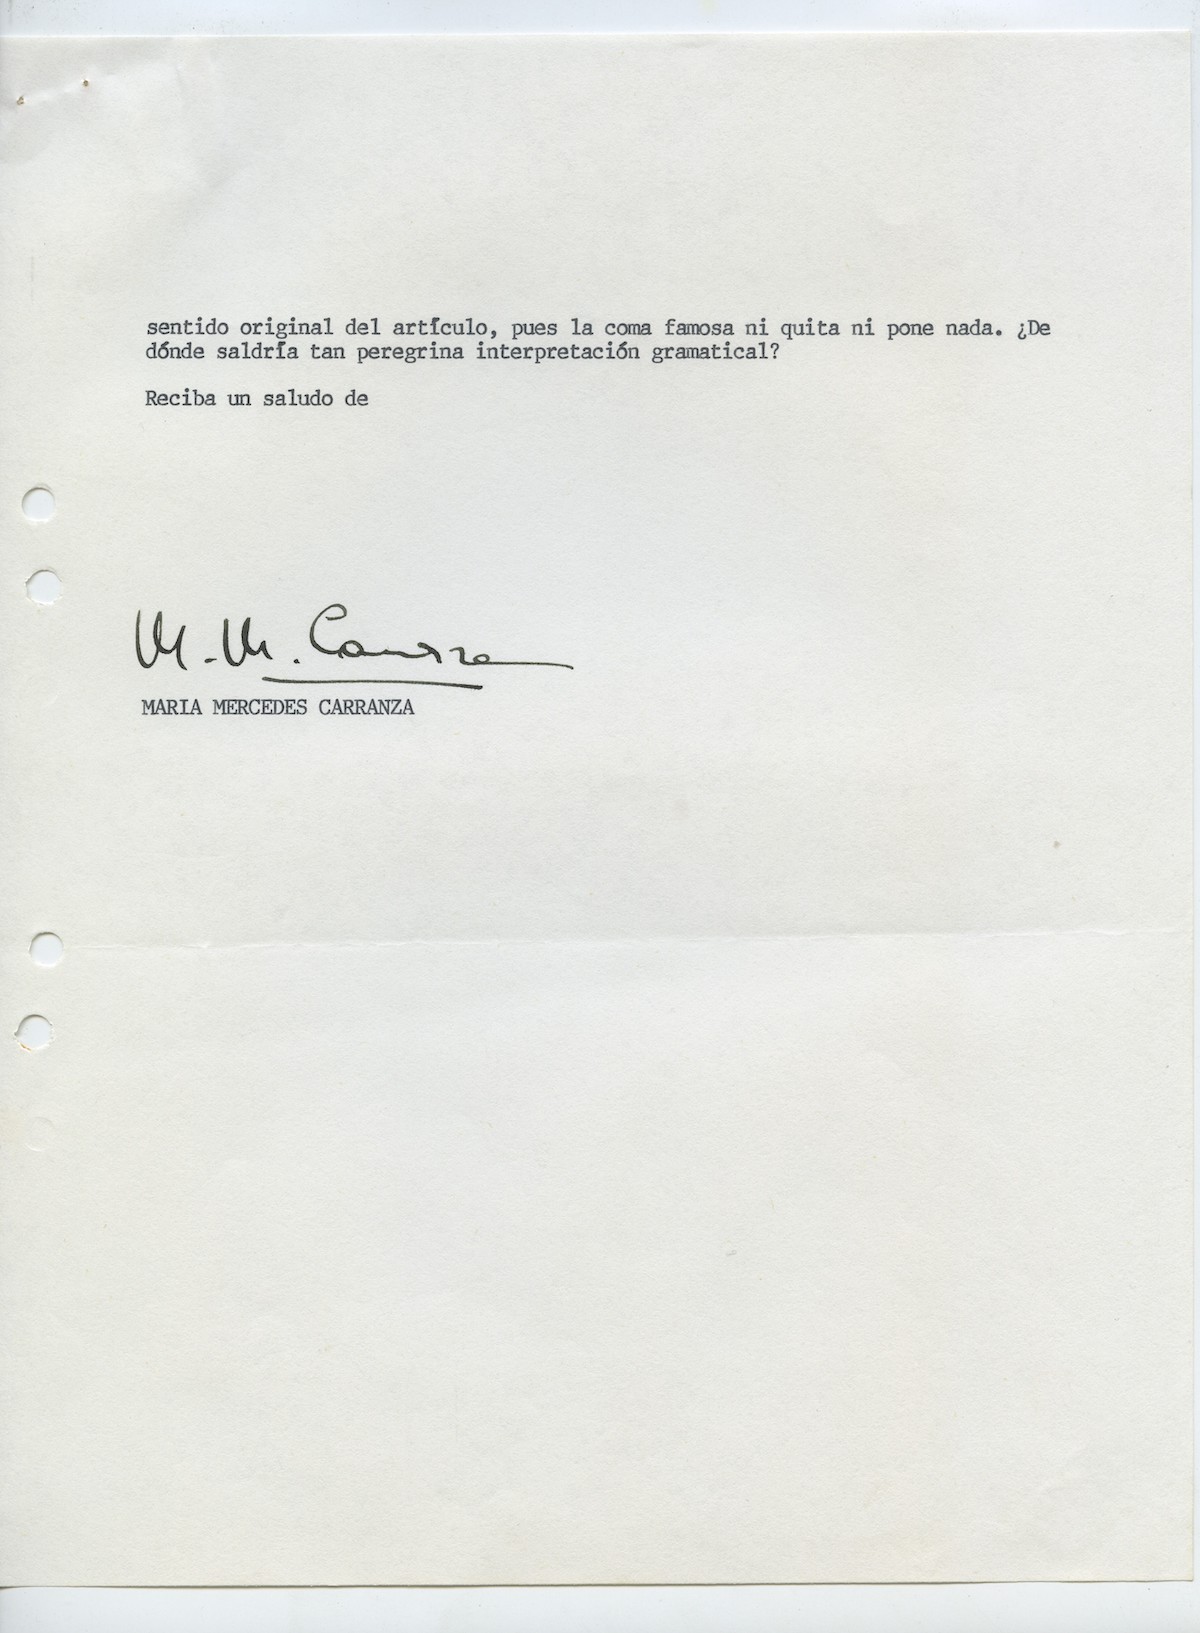 sentido original del artículo, pues la coma famosa ni quita ni pone nada. ¿De
dónde saldría tan peregrina interpretación gramatical?
Reciba un saludo de
M. M. Carranza
MARIA MERCEDES CARRANZA